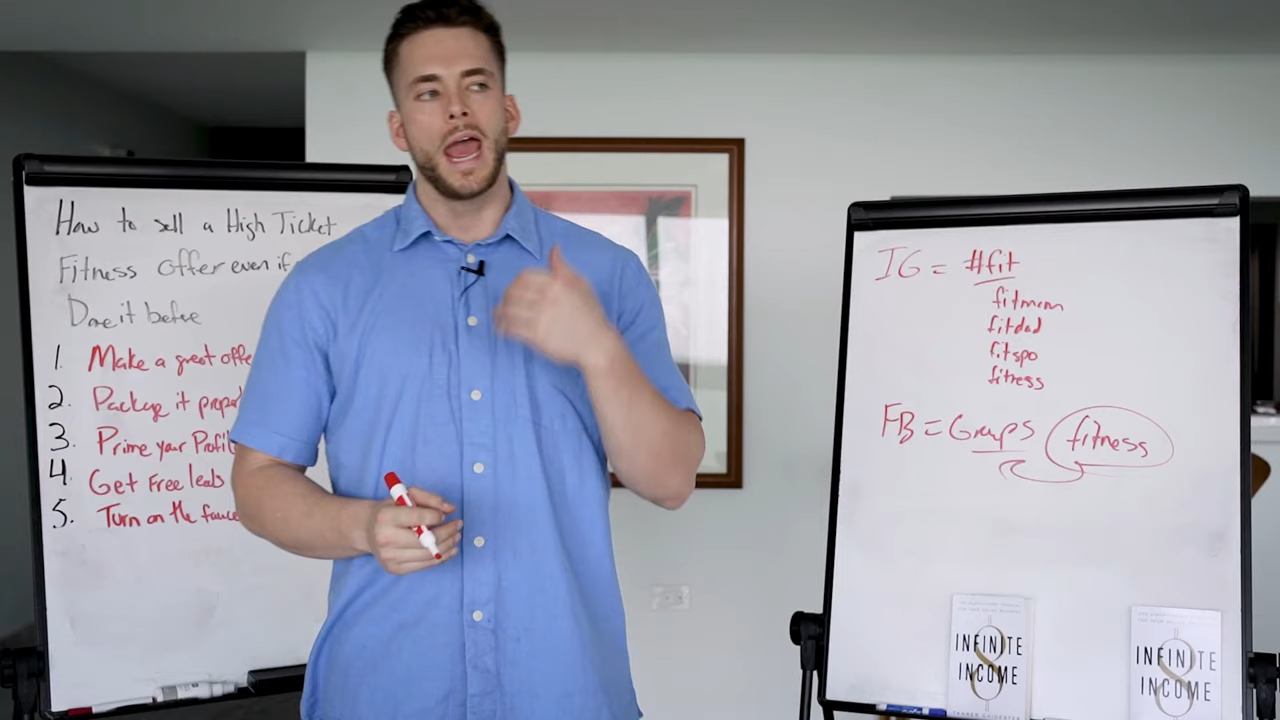 How to sell a High Ticket
Fitness Offer even if
Done it before
1. Make a great offe
2. Package it prop
3. Prime your Profil
4. Get Free leads
5. Turn on the fauce
IG = #fit
fitmom
fitdad
fitspo
fitness
FB = Groups fitness
INFINITE
INCOME
INFINITE
INCOME